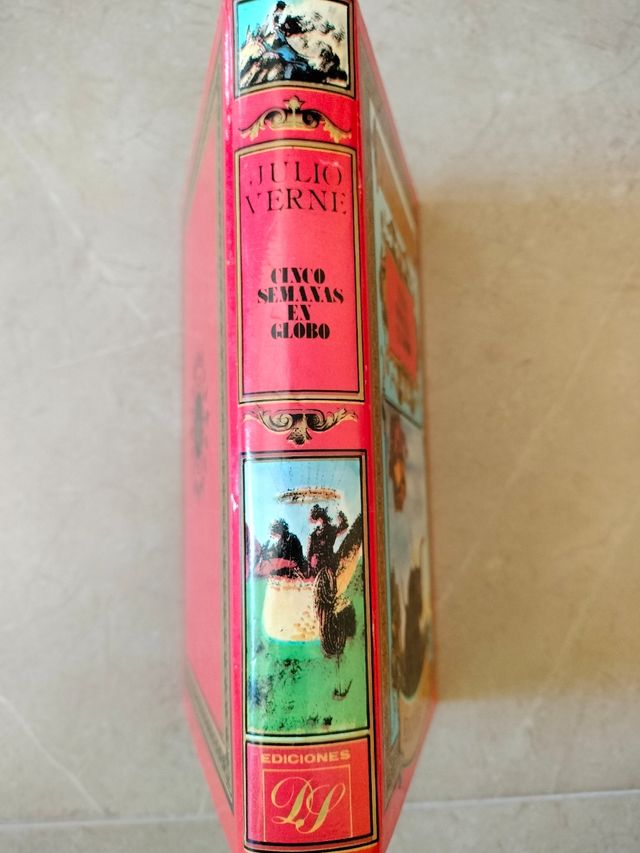 JULIO
VERNE
CINCO
SEMANAS
EN
GLOBO
EDICIONES
DS